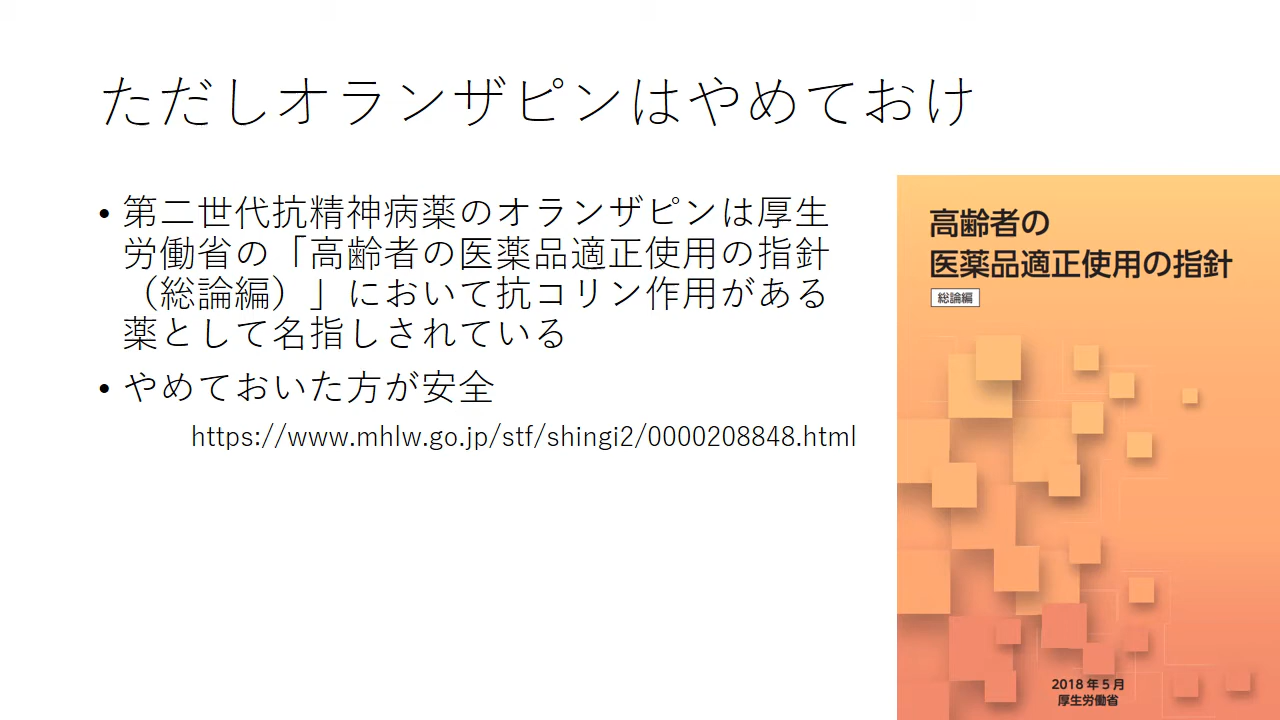 ただしオランザピンはやめておけ
• 第二世代抗精神病薬のオランザピンは厚生
労働省の「高齢者の医薬品適正使用の指針
（総論編）」において抗コリン作用がある
薬として名指しされている
• やめておいた方が安全
https://www.mhlw.go.jp/stf/shingi2/0000208848.html
高齢者の
医薬品適正使用の指針
総論編
2018年5月
厚生労働省